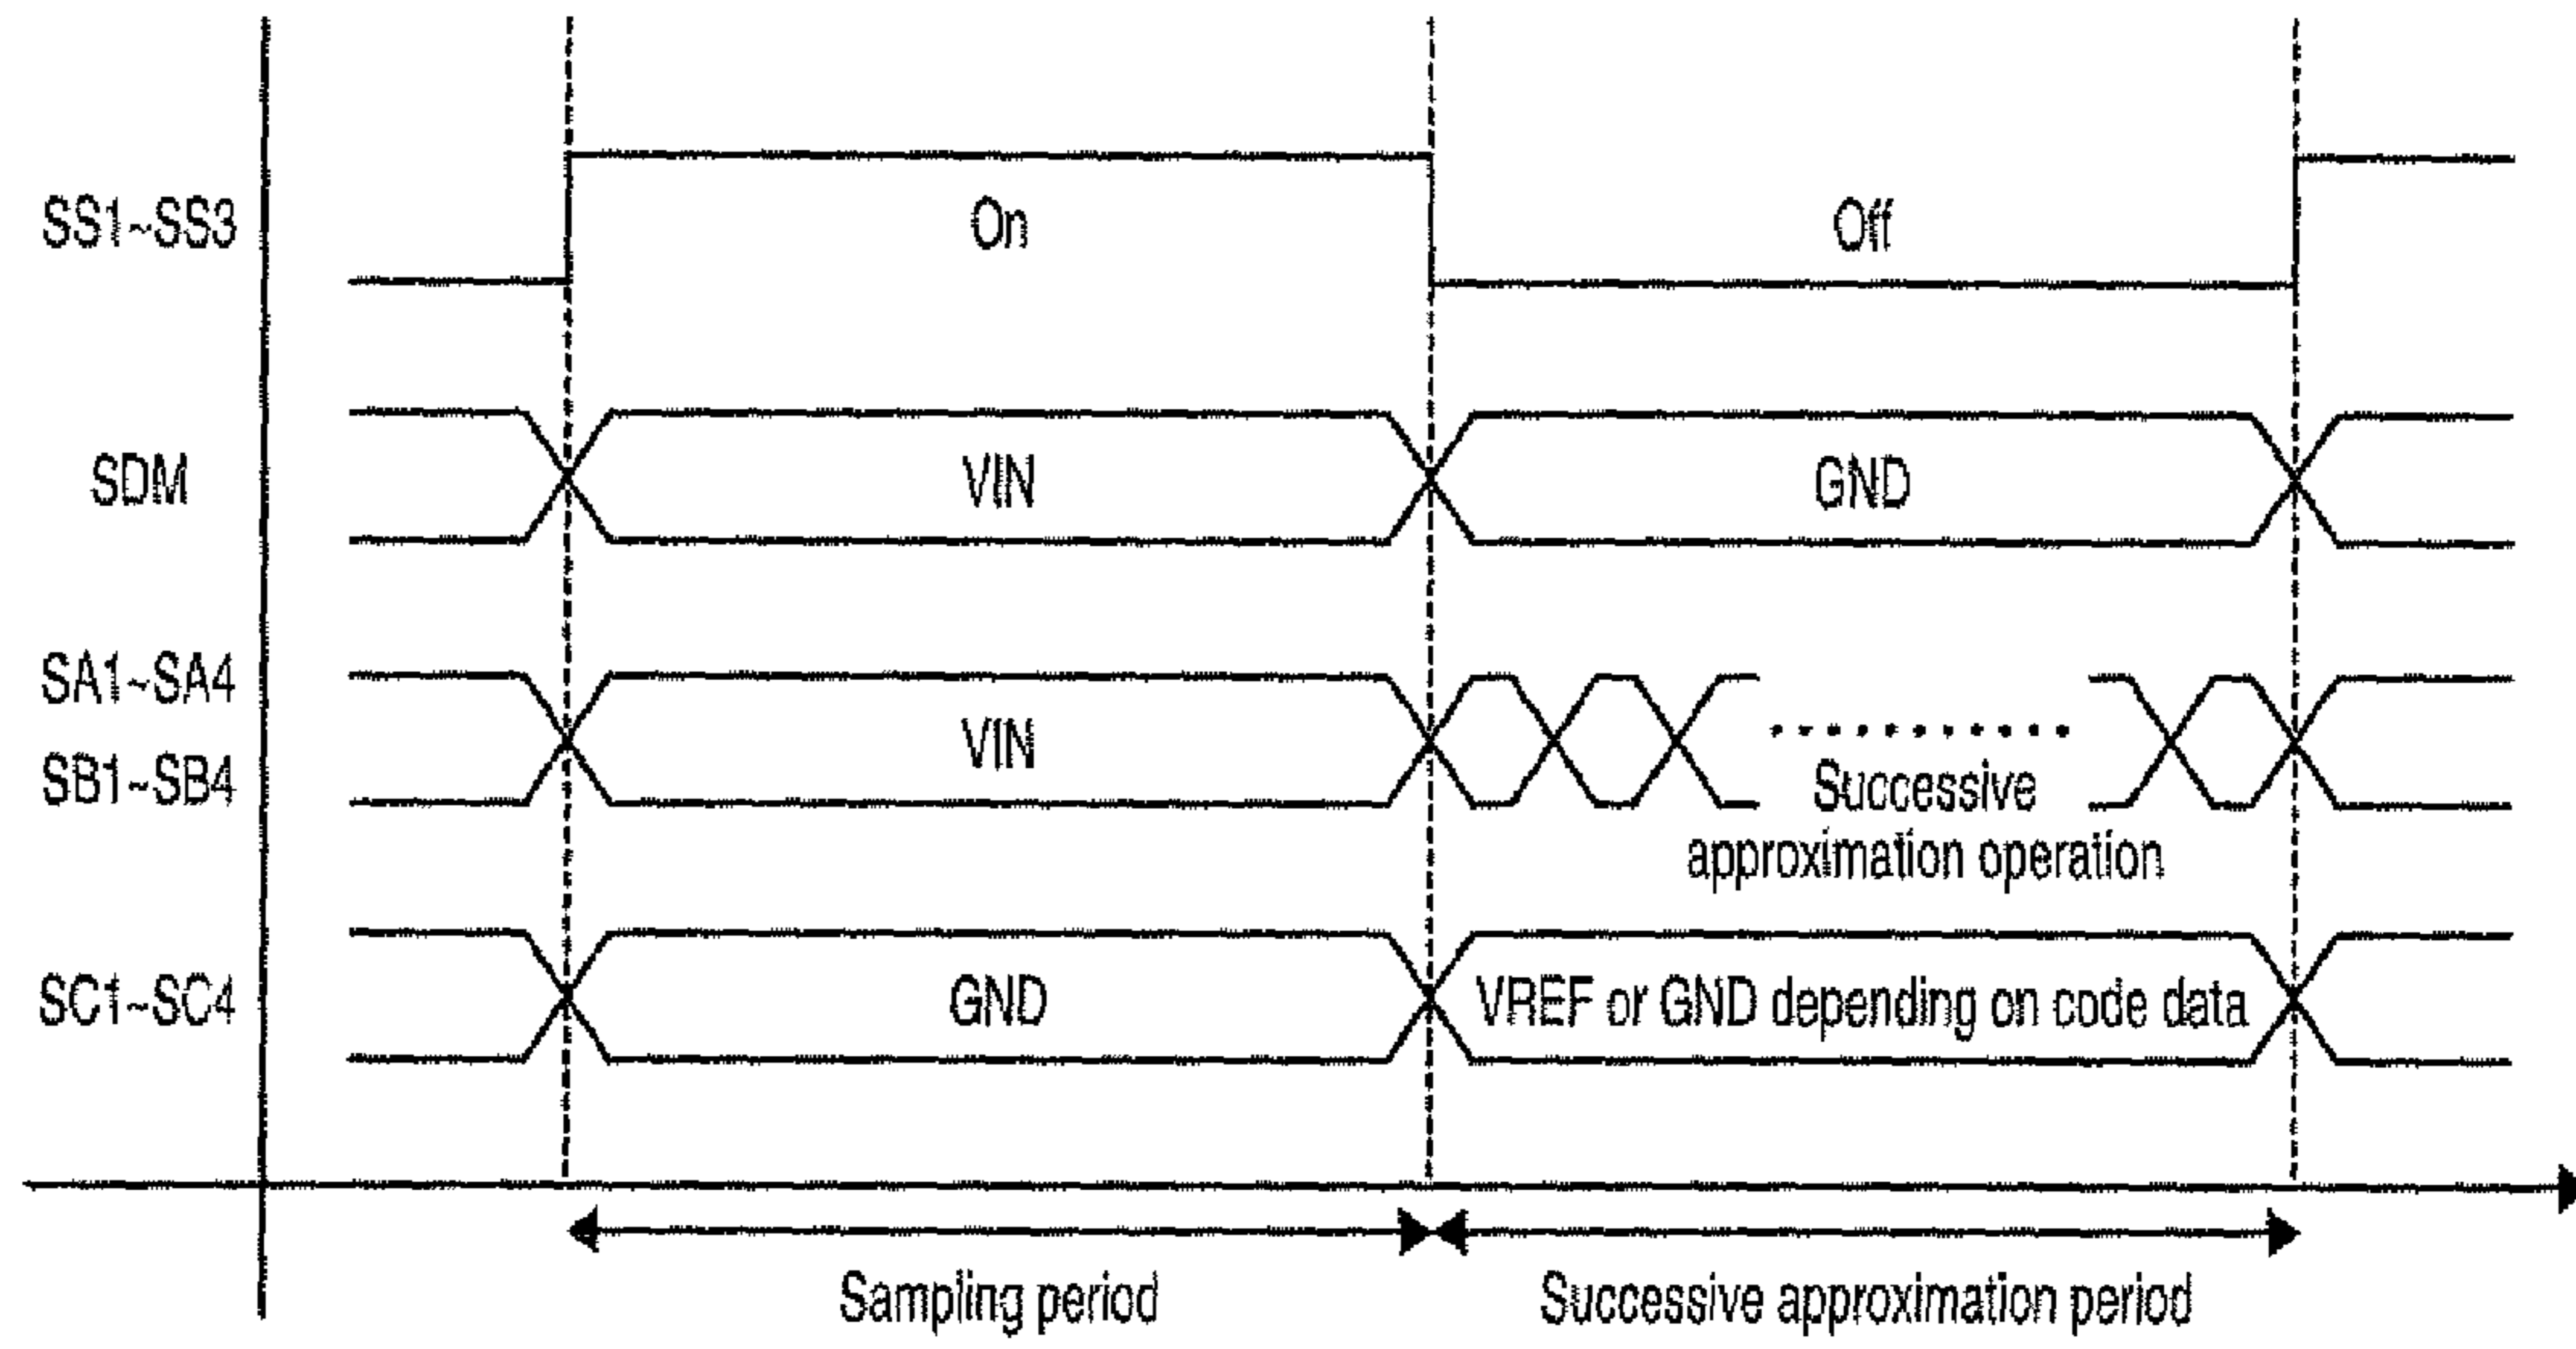 SS1~SS3
On
Off
SDM
VIN
GND
SA1~SA4
SB1~SB4
VIN
Successive
approximation operation
SC1~SC4
GND
VREF or GND depending on code data
Sampling period
Successive approximation period